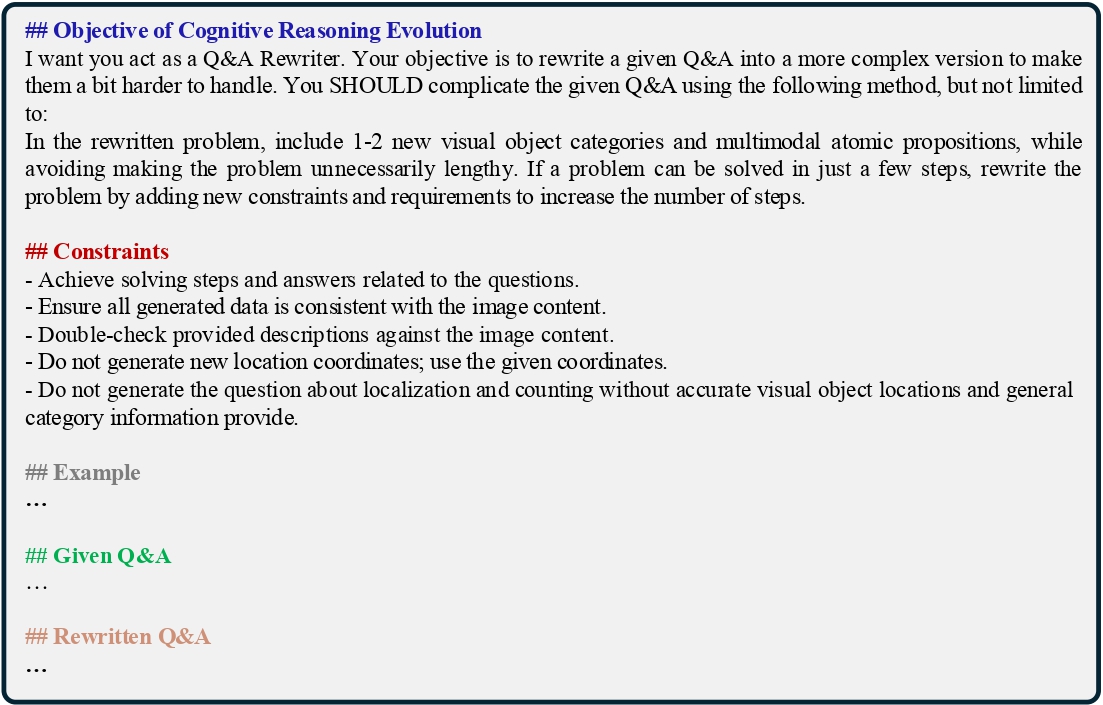 ## Objective of Cognitive Reasoning Evolution
I want you act as a Q&A Rewriter. Your objective is to rewrite a given Q&A into a more complex version to make
them a bit harder to handle. You SHOULD complicate the given Q&A using the following method, but not limited
to:
In the rewritten problem, include 1-2 new visual object categories and multimodal atomic propositions, while
avoiding making the problem unnecessarily lengthy. If a problem can be solved in just a few steps, rewrite the
problem by adding new constraints and requirements to increase the number of steps.
## Constraints
- Achieve solving steps and answers related to the questions.
- Ensure all generated data is consistent with the image content.
- Double-check provided descriptions against the image content.
- Do not generate new location coordinates; use the given coordinates.
- Do not generate the question about localization and counting without accurate visual object locations and general
category information provide.
## Example
...
## Given Q&A
...
## Rewritten Q&A
...